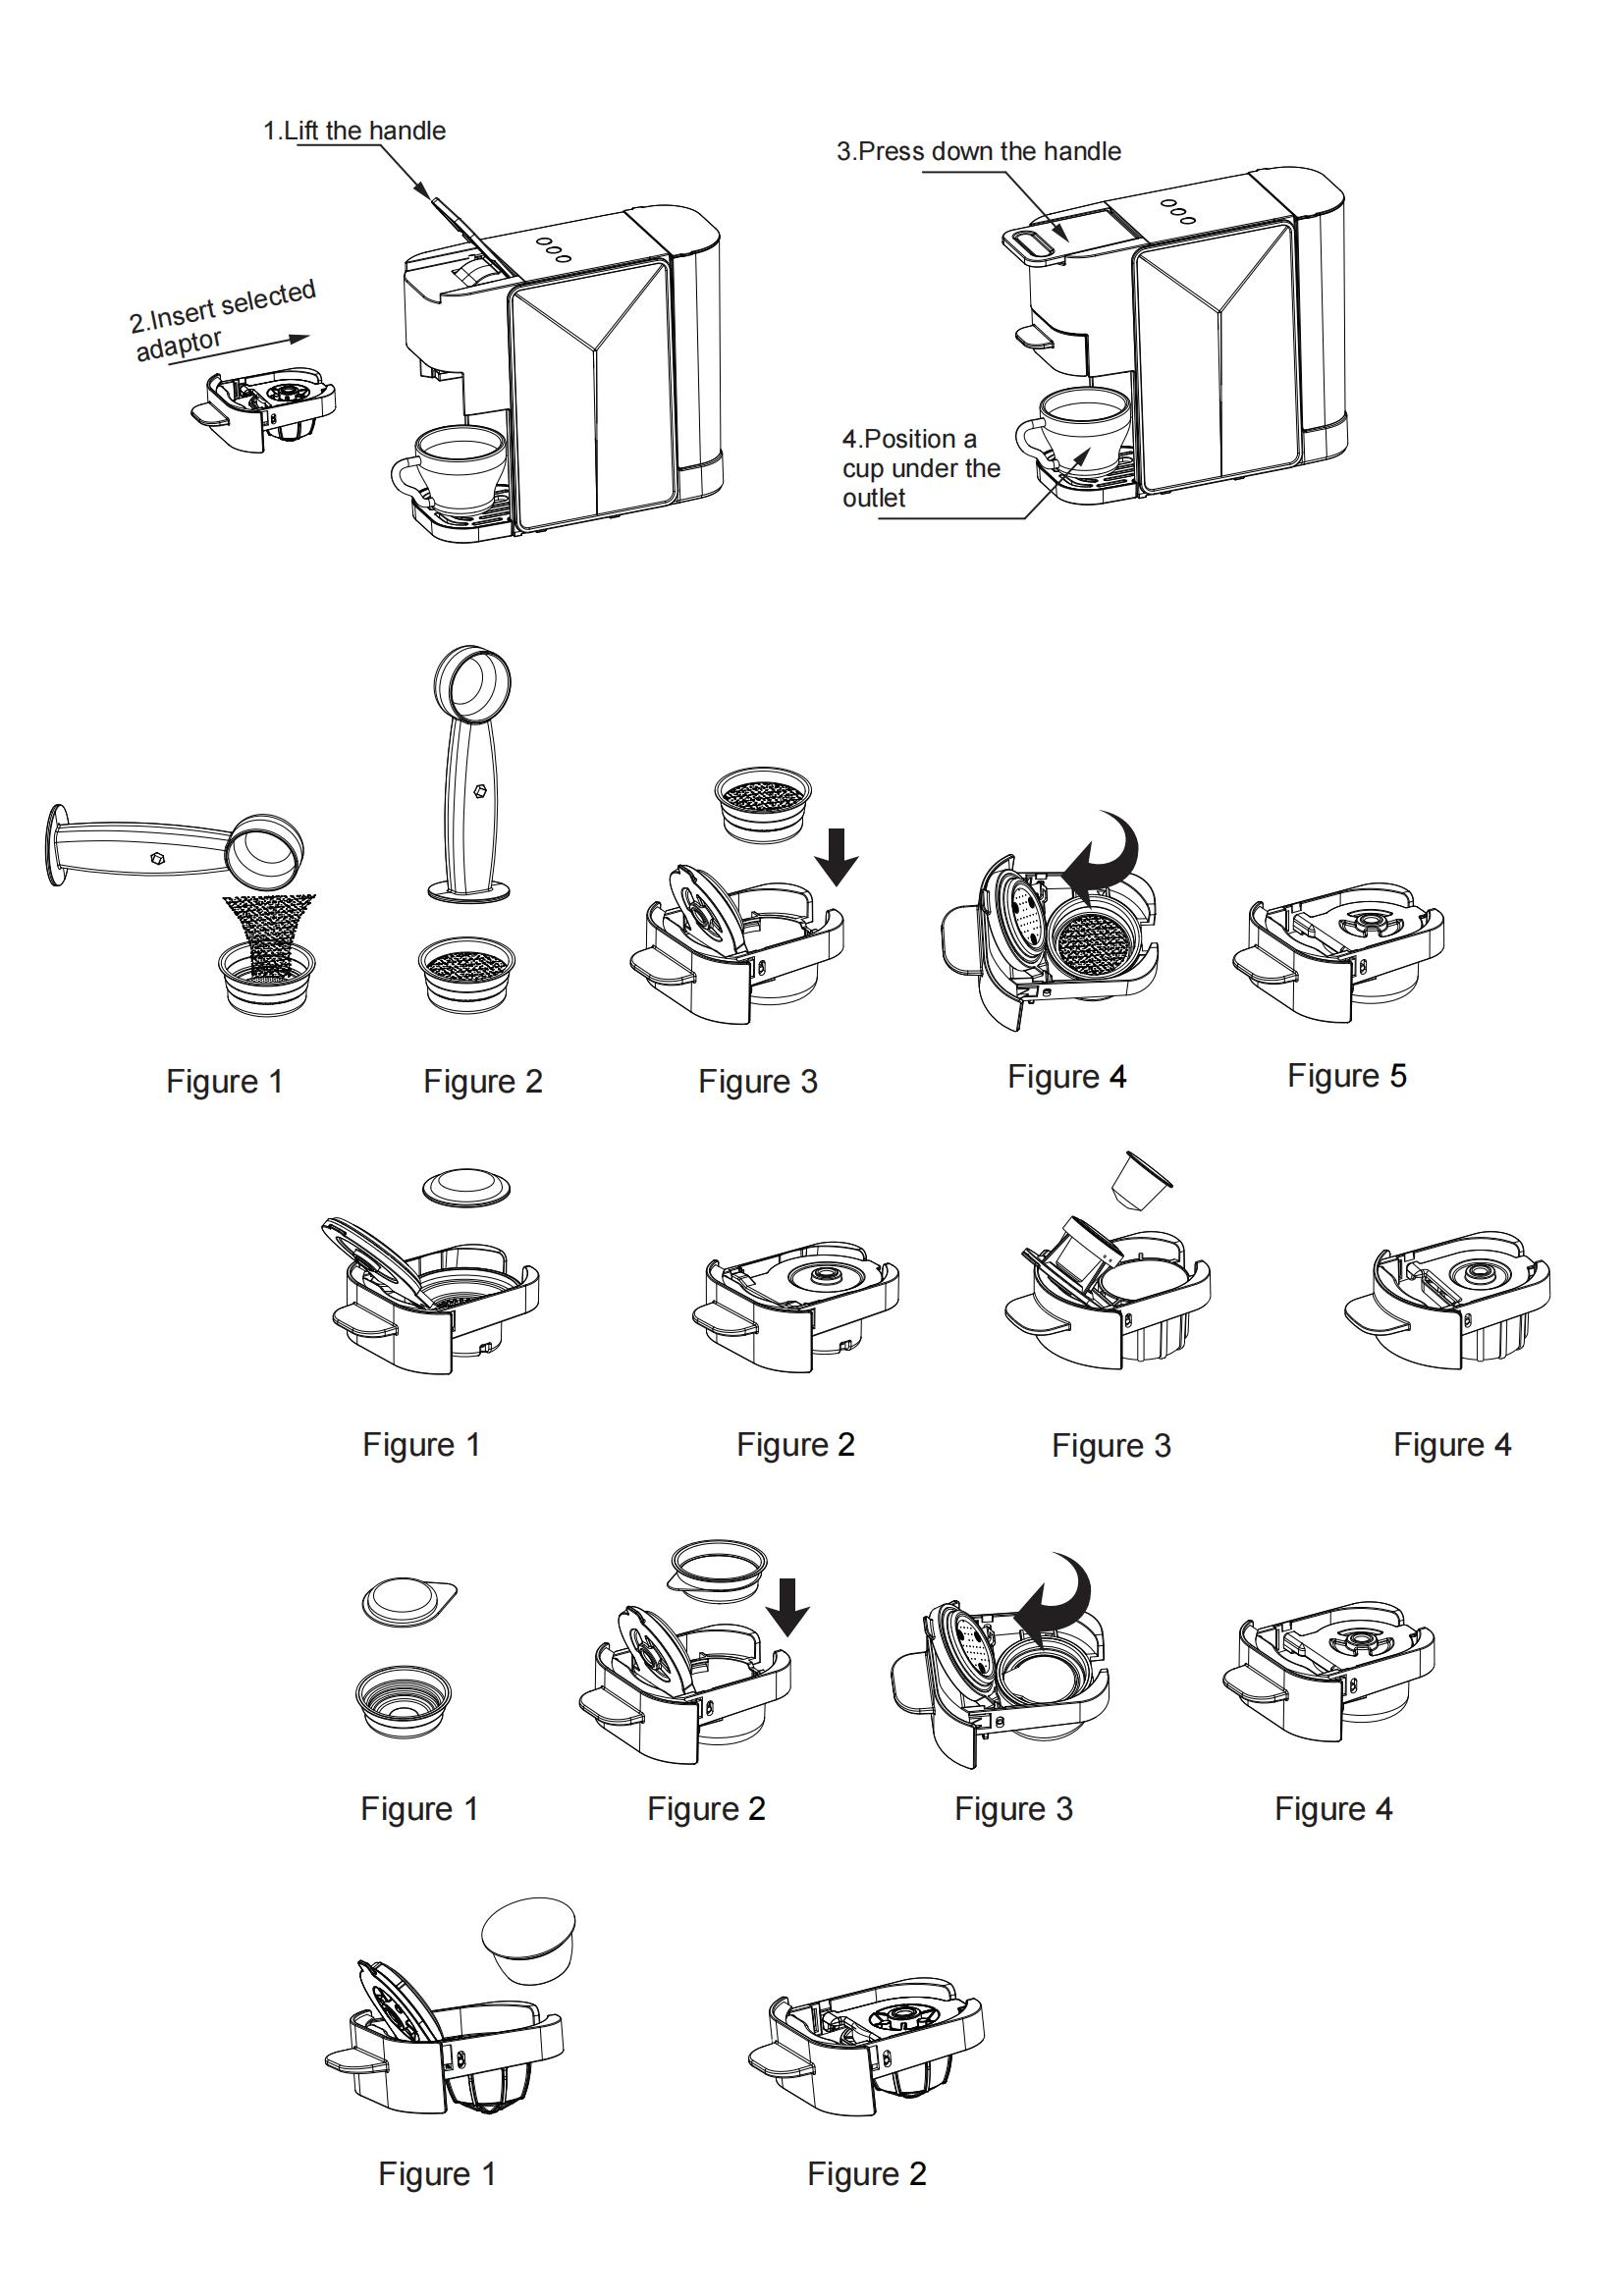 1.Lift the handle
3.Press down the handle
2.Insert selected
adaptor
4.Position a
cup under the
outlet
Figure 1
Figure 2
Figure 3
Figure 4
Figure 5
Figure 1
Figure 2
Figure 3
Figure 4
Figure 1
Figure 2
Figure 3
Figure 4
Figure 1
Figure 2